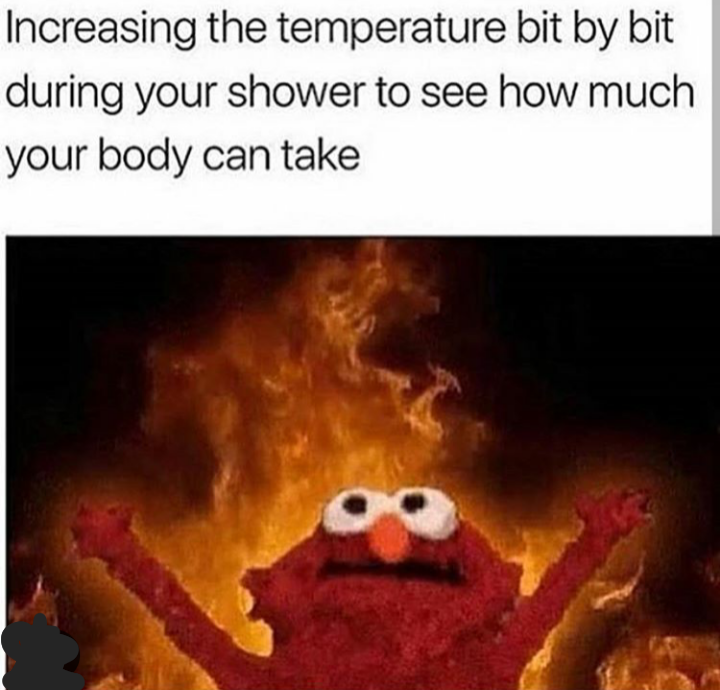 Increasing the temperature bit by bit
during your shower to see how much
your body can take